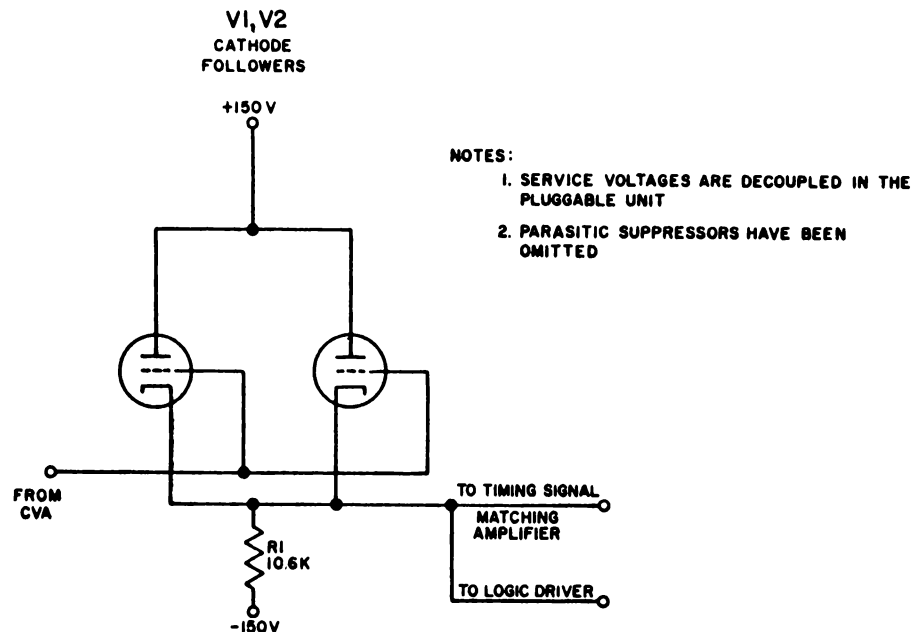 V1, V2
CATHODE
FOLLOWERS
+150 V
NOTES:
1. SERVICE VOLTAGES ARE DECOUPLED IN THE
PLUGGABLE UNIT
2. PARASITIC SUPPRESSORS HAVE BEEN
OMITTED
FROM
CVA
TO TIMING SIGNAL
MATCHING
AMPLIFIER
R1
10.6K
TO LOGIC DRIVER
-150V